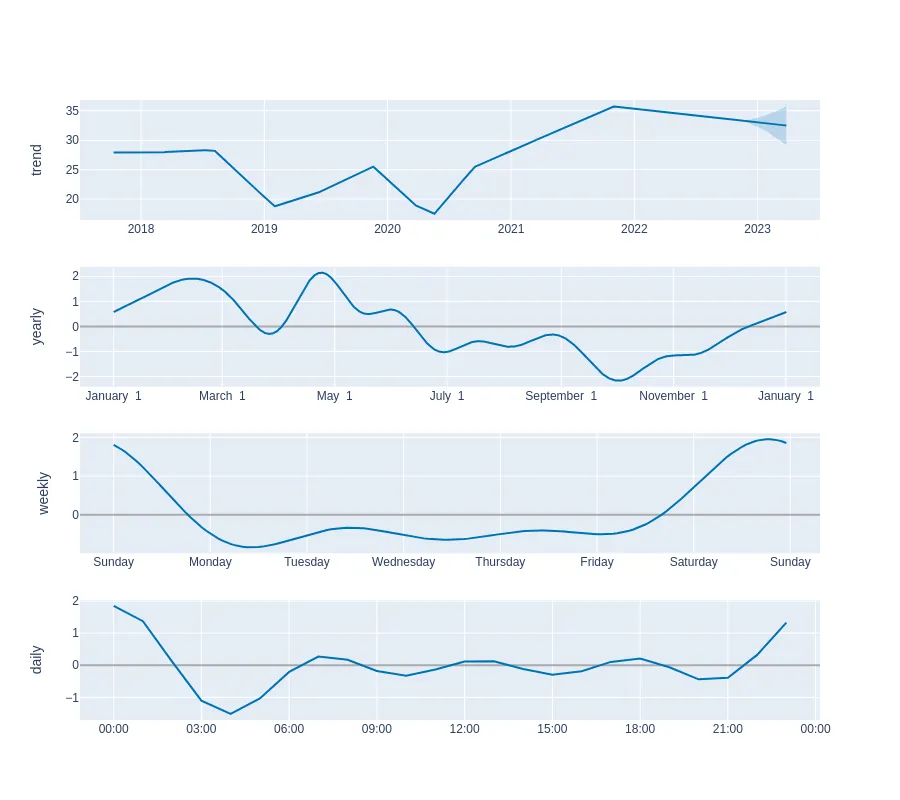 trend
35
30
25
20
2018 2019 2020 2021 2022 2023
yearly
2
1
0
−1
−2
January 1 March 1 May 1 July 1 September 1 November 1 January 1
weekly
2
1
0
Sunday Monday Tuesday Wednesday Thursday Friday Saturday Sunday
daily
2
1
0
−1
00:00 03:00 06:00 09:00 12:00 15:00 18:00 21:00 00:00